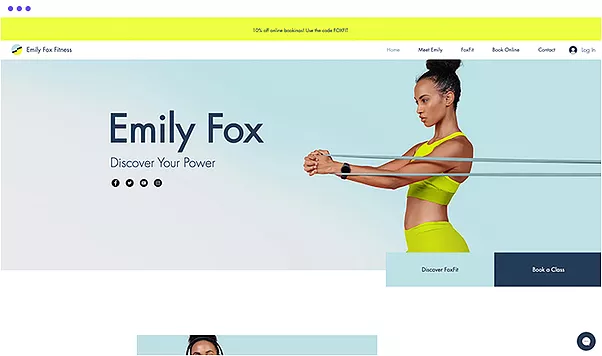 10% off online bookings! Use the code FOXFIT
Emily Fox Fitness
Home Meet Emily FoxFit Book Online Contact Log In
Emily Fox
Discover Your Power
Discover FoxFit
Book a Class